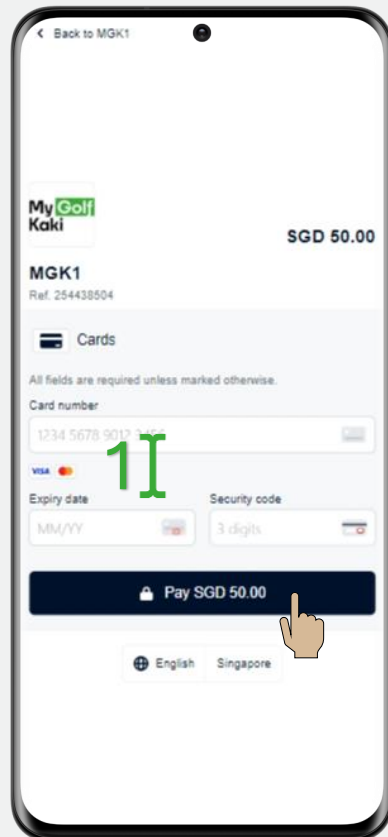 Back to MGK1
My Golf
Kaki
SGD 50.00
MGK1
Ref. 254438504
Cards
All fields are required unless marked otherwise.
Card number
1234 5678 9012 3456
1
VISA
Expiry date
Security code
MM/YY
3 digits
Pay SGD 50.00
English Singapore